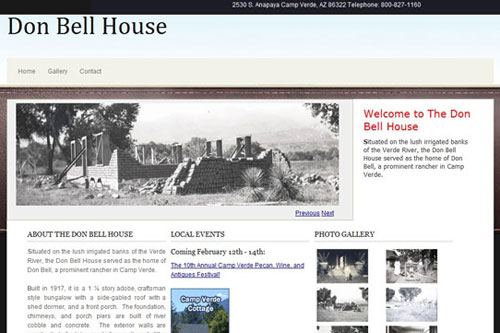 2530 S. Anapaya Camp Verde, AZ 86322 Telephone: 800-827-1160
Don Bell House
Home Gallery Contact
Welcome to The Don
Bell House
Situated on the lush irrigated banks
of the Verde River, the Don Bell
House served as the home of Don
Bell, a prominent rancher in Camp
Verde.
Previous Next
ABOUT THE DON BELL HOUSE
Situated on the lush irrigated banks of the Verde
River, the Don Bell House served as the home of
Don Bell, a prominent rancher in Camp Verde.
Built in 1917, it is a 1 ½ story adobe, craftsman
style bungalow with a side-gabled roof with a
shed dormer, and a front porch. The foundation,
chimneys, and porch piers are built of river
cobble and concrete. The exterior walls are
LOCAL EVENTS
Coming February 12th - 14th:
The 10th Annual Camp Verde Pecan, Wine, and
Antiques Festival!
Camp Verde
Cottage
PHOTO GALLERY